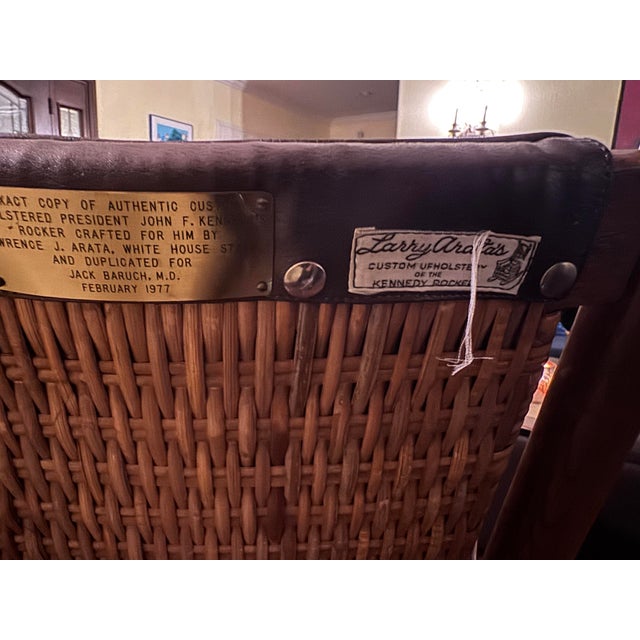 XACT COPY OF AUTHENTIC CUS
LSTERED PRESIDENT JOHN F. KENN
ROCKER CRAFTED FOR HIM BY
WRENCE J. ARATA, WHITE HOUSE ST
AND DUPLICATED FOR
JACK BARUCH, M.D.
FEBRUARY 1977
Larry Arata's
CUSTOM UPHOLSTERY
OF THE
KENNEDY ROCKER